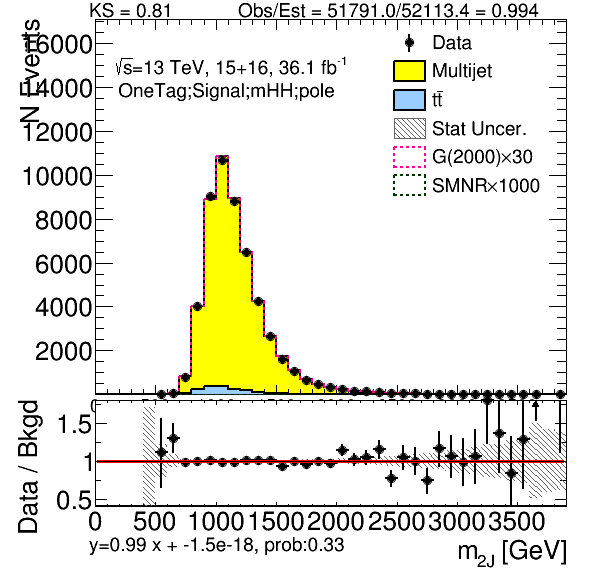 KS = 0.81 Obs/Est = 51791.0/52113.4 = 0.994
N Events
16000
14000
12000
10000
8000
6000
4000
2000
√s=13 TeV, 15+16, 36.1 fb⁻¹
OneTag;Signal;mHH;pole
Data
Multijet
tt̄
Stat Uncer.
G(2000)×30
SMNR×1000
Data / Bkgd
1.5
1
0.5
0 500 1000 1500 2000 2500 3000 3500
y=0.99 x + -1.5e-18, prob:0.33
m2J [GeV]